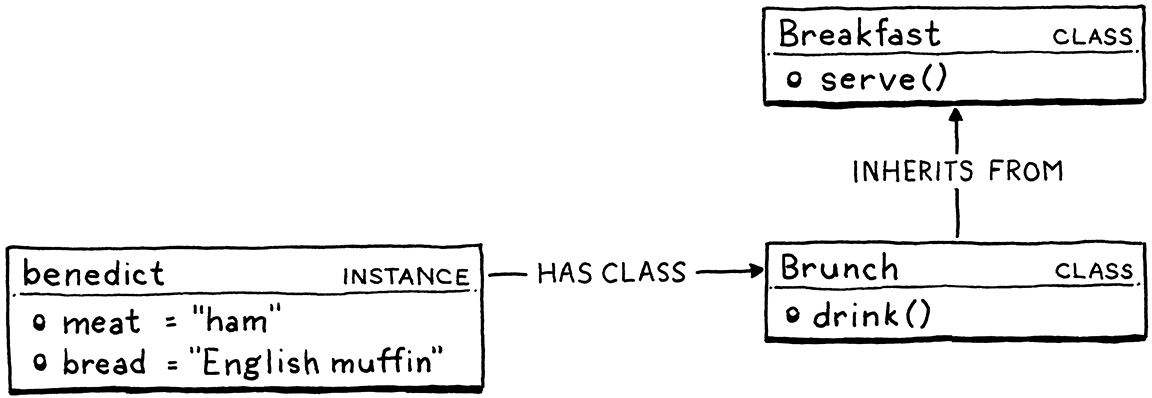 Breakfast CLASS
• serve()
INHERITS FROM
benedict INSTANCE
• meat = "ham"
• bread = "English muffin"
HAS CLASS
Brunch CLASS
• drink()